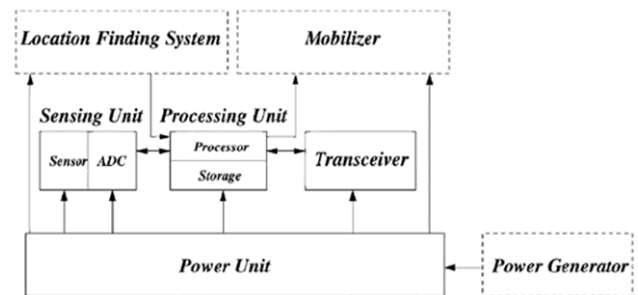 Location Finding System
Mobilizer
Sensing Unit
Processing Unit
Sensor
ADC
Processor
Storage
Transceiver
Power Unit
Power Generator